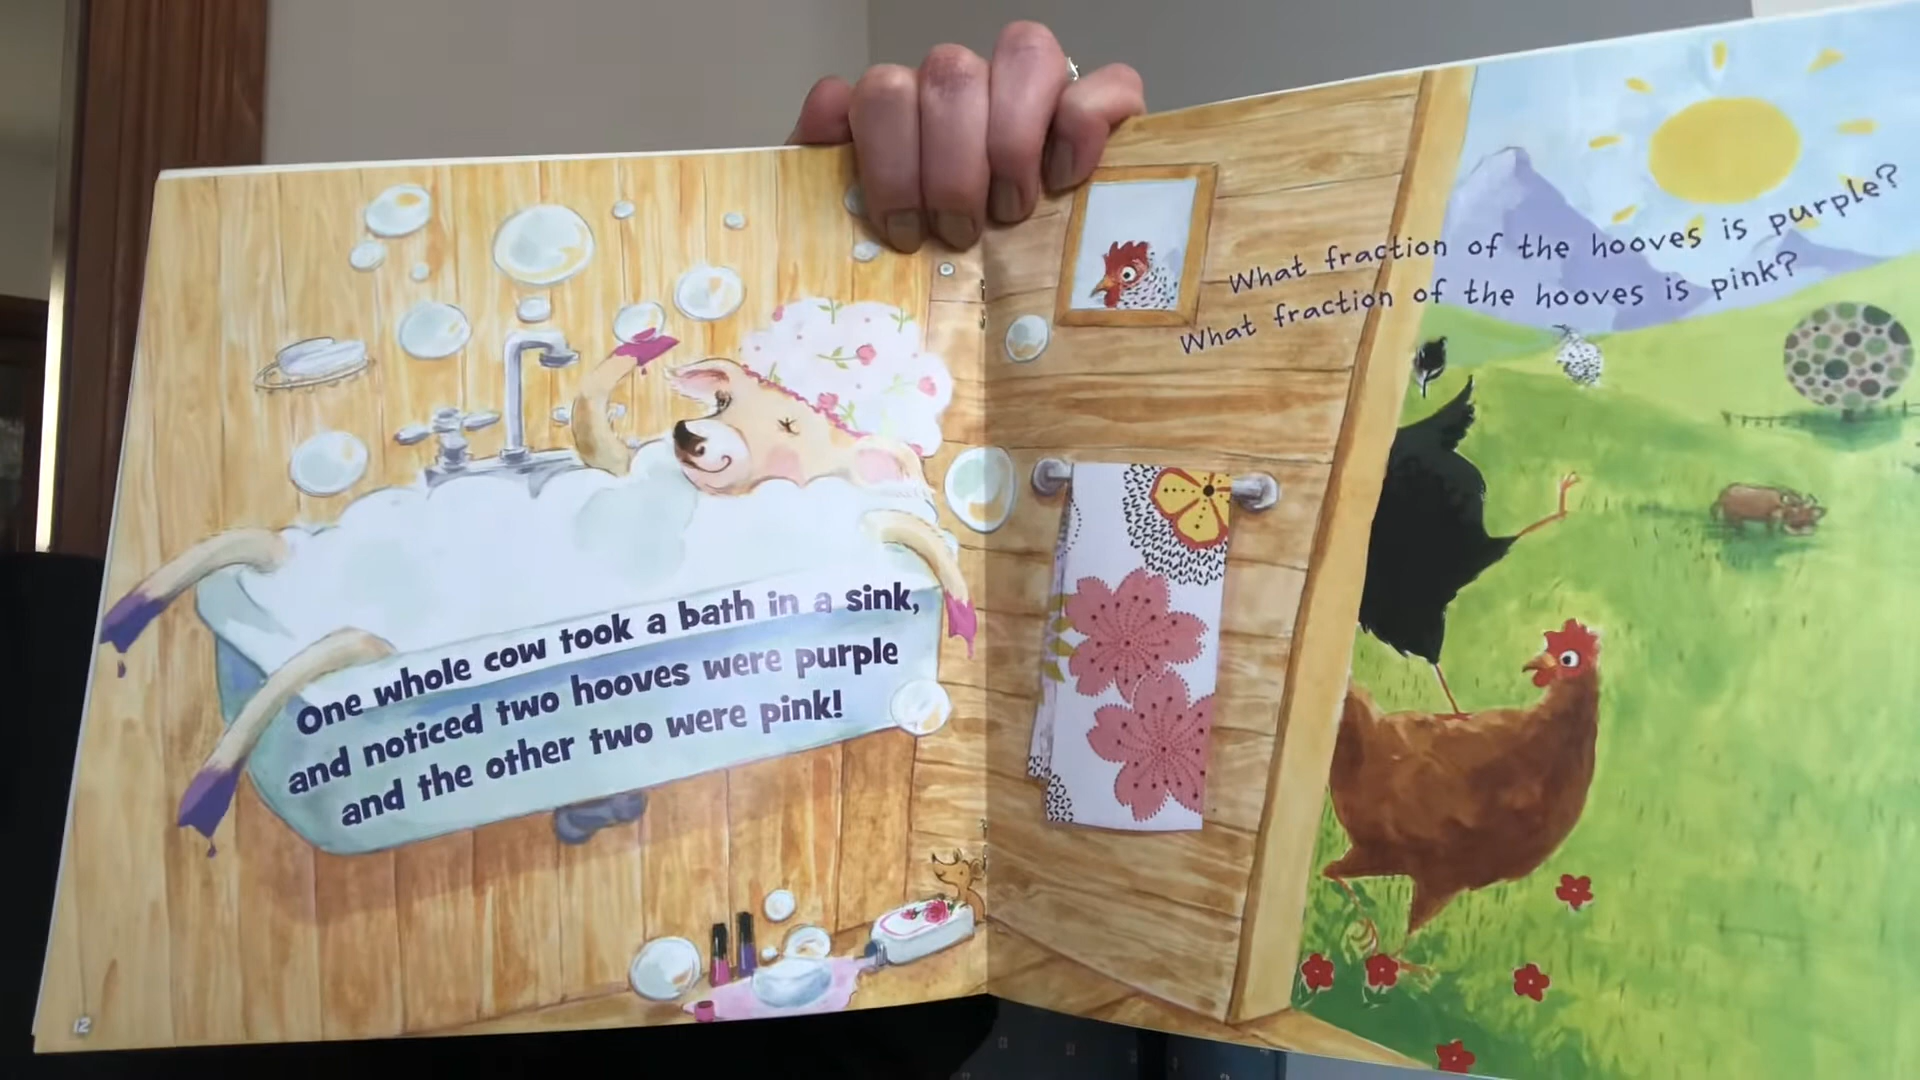 One whole cow took a bath in a sink,
and noticed two hooves were purple
and the other two were pink!
12
What fraction of the hooves is purple?
What fraction of the hooves is pink?